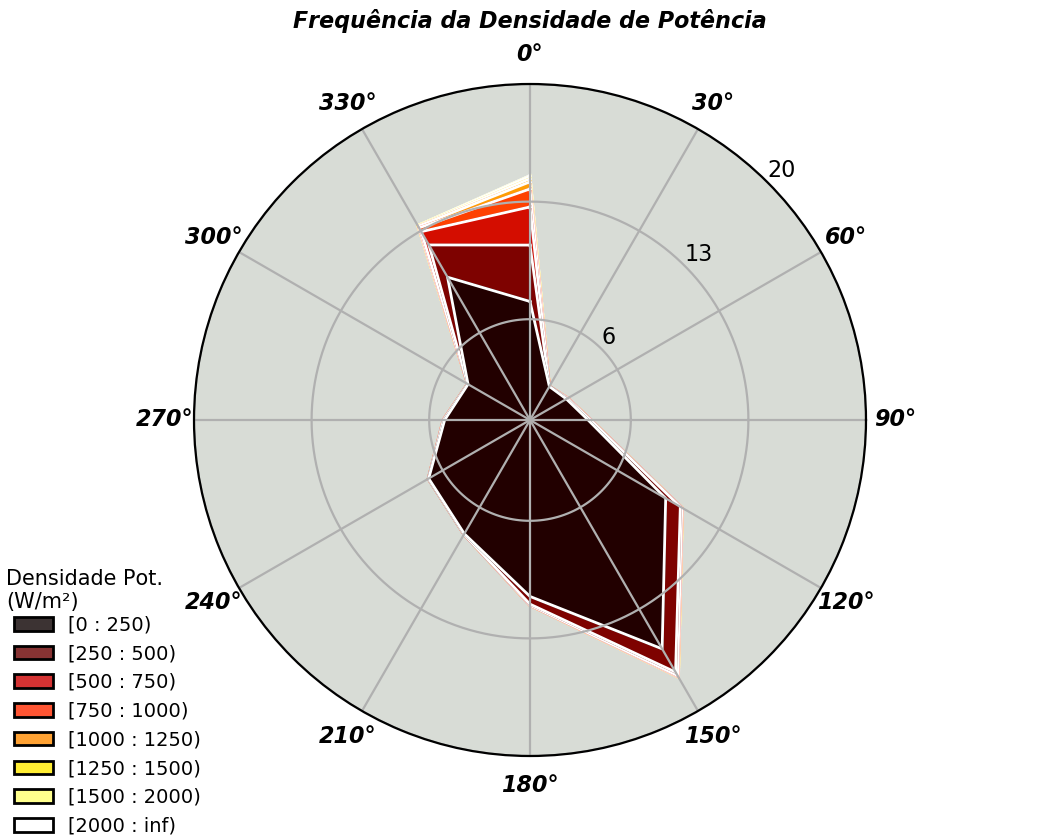 Frequência da Densidade de Potência
0°
330°
30°
20
300°
60°
13
6
270°
90°
Densidade Pot.
(W/m²)
240°
120°
[0 : 250)
[250 : 500)
[500 : 750)
[750 : 1000)
210°
150°
[1000 : 1250)
[1250 : 1500)
180°
[1500 : 2000)
[2000 : inf)